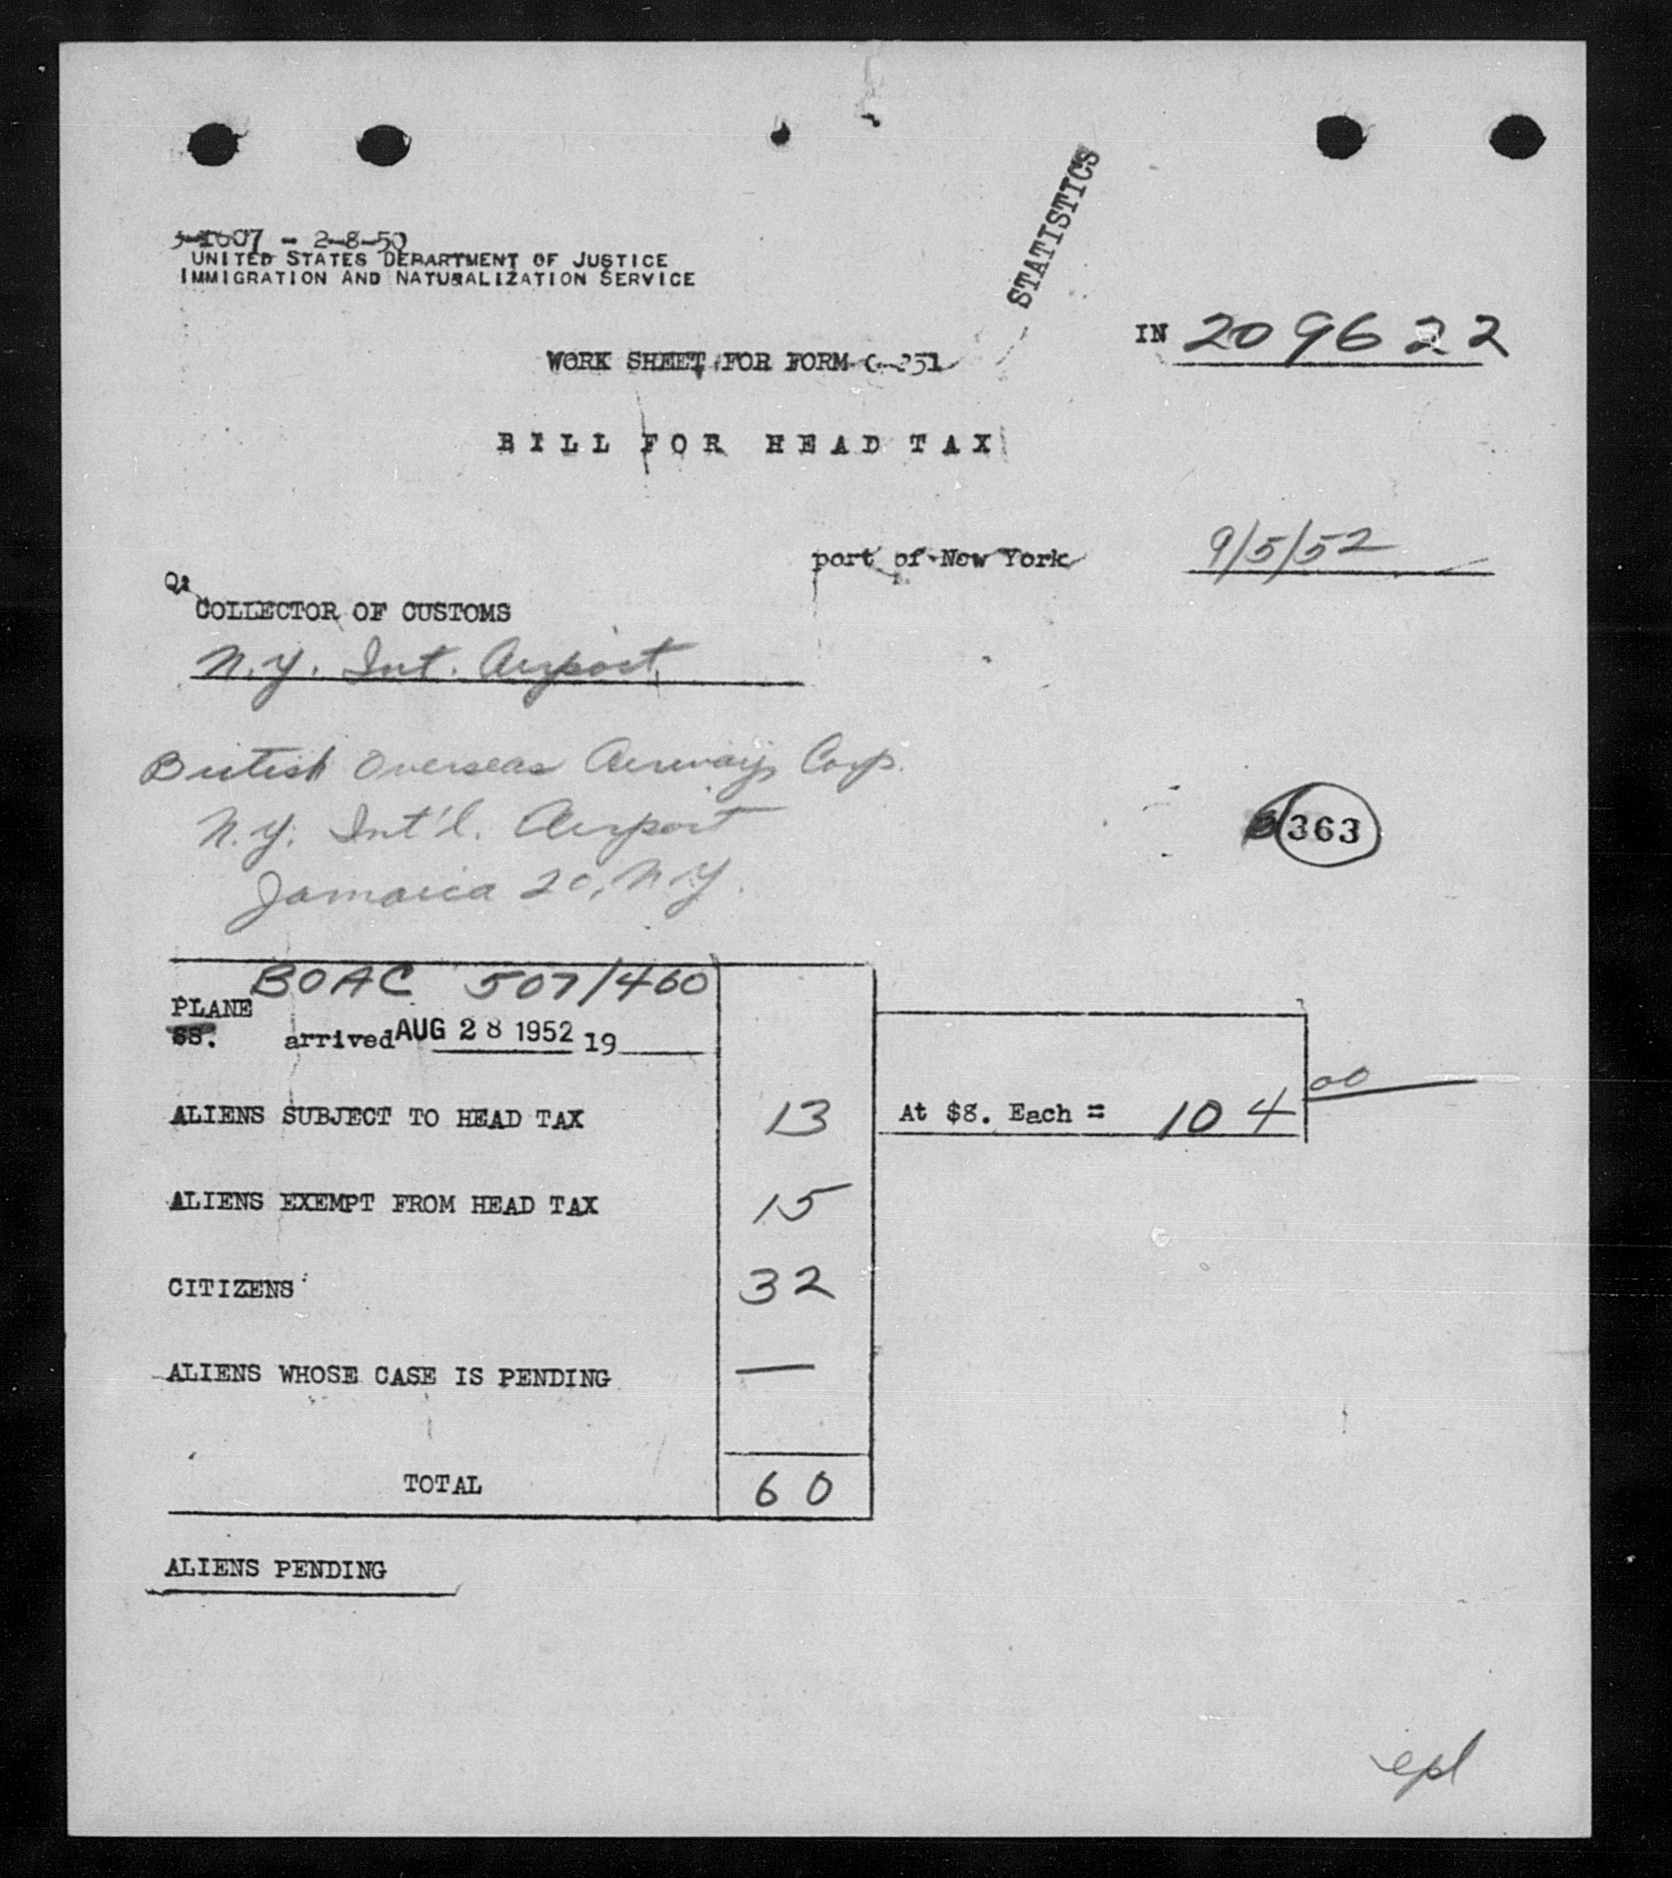 STATISTICS
5-1607 - 2-8-50
UNITED STATES DEPARTMENT OF JUSTICE
IMMIGRATION AND NATURALIZATION SERVICE
IN 209622
WORK SHEET FOR FORM G-251
BILL FOR HEAD TAX
port of New York 9/5/52
COLLECTOR OF CUSTOMS
N.Y. Int. Airport
British Overseas Airways Corp.
N.Y. Int'l. Airport
363
Jamaica 20, N.Y.
BOAC 507/460
PLANE
SS. arrived AUG 28 1952 19
ALIENS SUBJECT TO HEAD TAX 13 At $8. Each = 104 00
ALIENS EXEMPT FROM HEAD TAX 15
CITIZENS 32
ALIENS WHOSE CASE IS PENDING —
TOTAL 60
ALIENS PENDING
epl